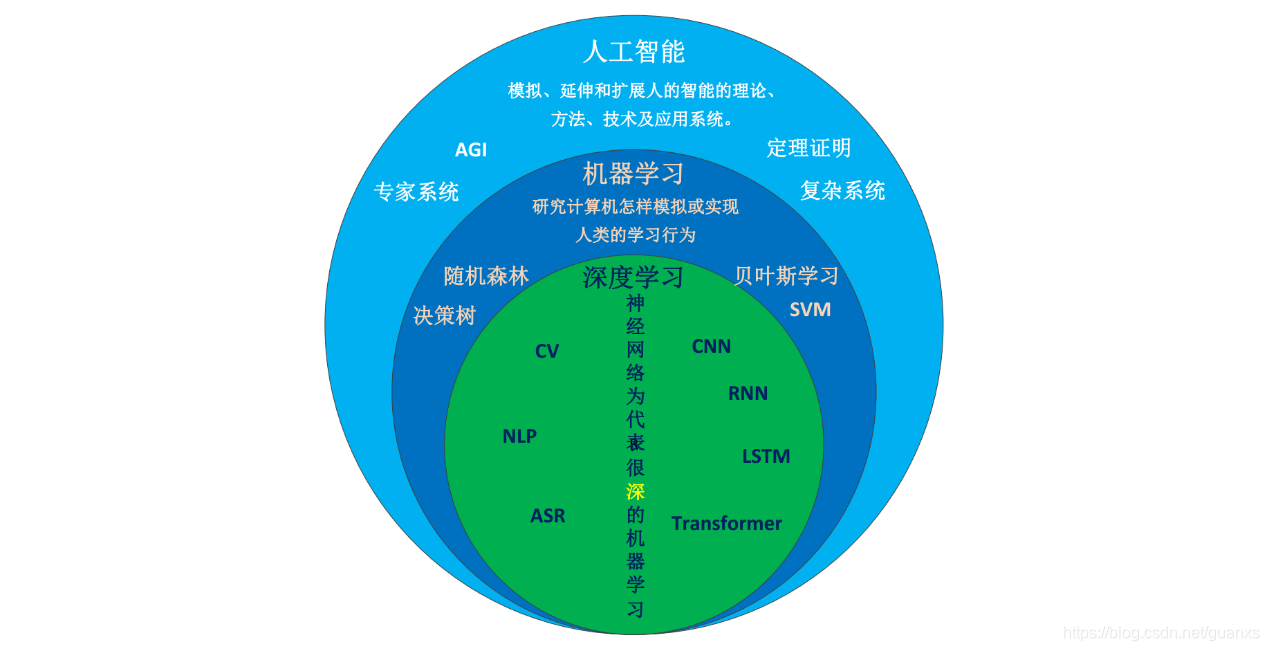 人工智能
模拟、延伸和扩展人的智能的理论、
方法、技术及应用系统。
AGI
定理证明
专家系统
复杂系统
机器学习
研究计算机怎样模拟或实现
人类的学习行为
随机森林
贝叶斯学习
决策树
SVM
深度学习
神经网络为代表很深的机器学习
CV
CNN
RNN
NLP
LSTM
ASR
Transformer
https://blog.csdn.net/guanxs